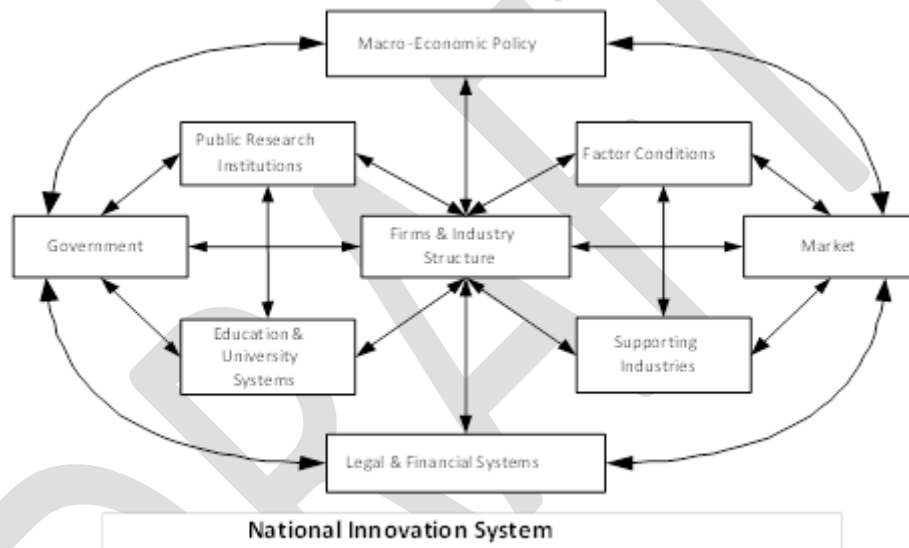 Macro-Economic Policy
Public Research
Institutions
Factor Conditions
Government
Firms & Industry
Structure
Market
Education &
University
Systems
Supporting
Industries
Legal & Financial Systems
National Innovation System
DRAFT